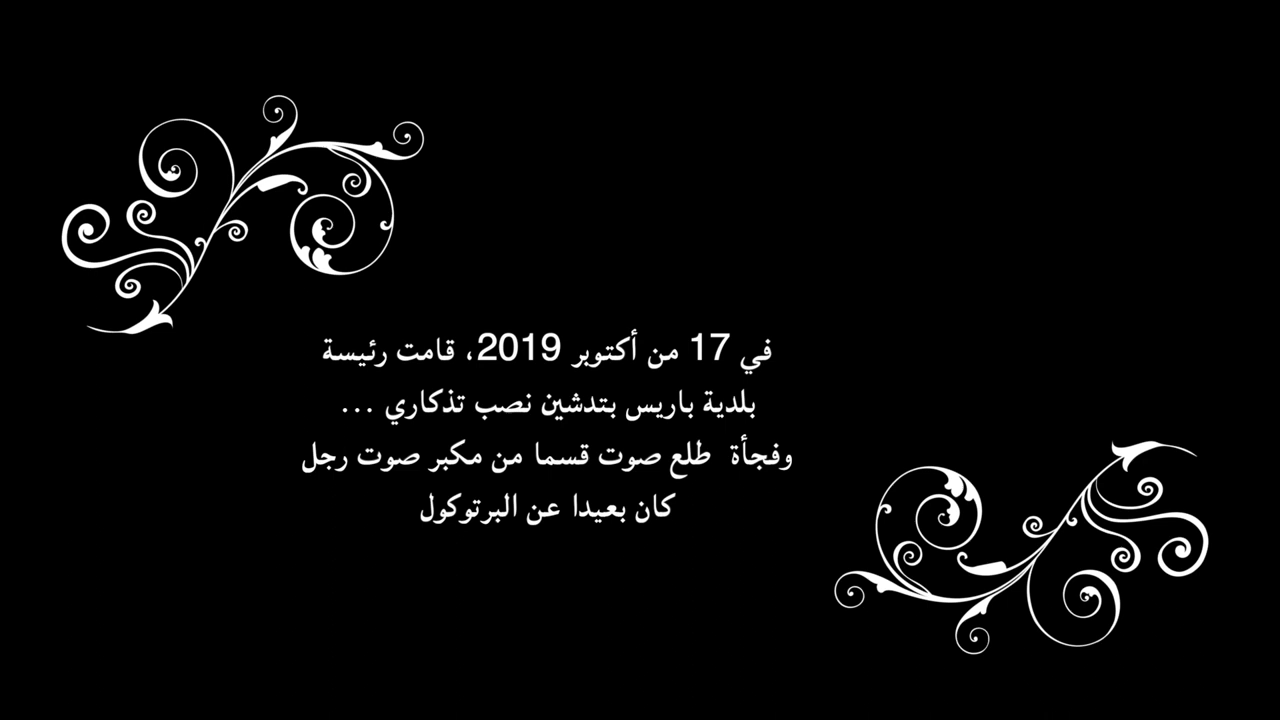 في 17 من أكتوبر 2019، قامت رئيسة
بلدية باريس بتدشين نصب تذكاري ...
وفجأة  طلع صوت قسما من مكبر صوت رجل
كان بعيدا عن البرتوكول